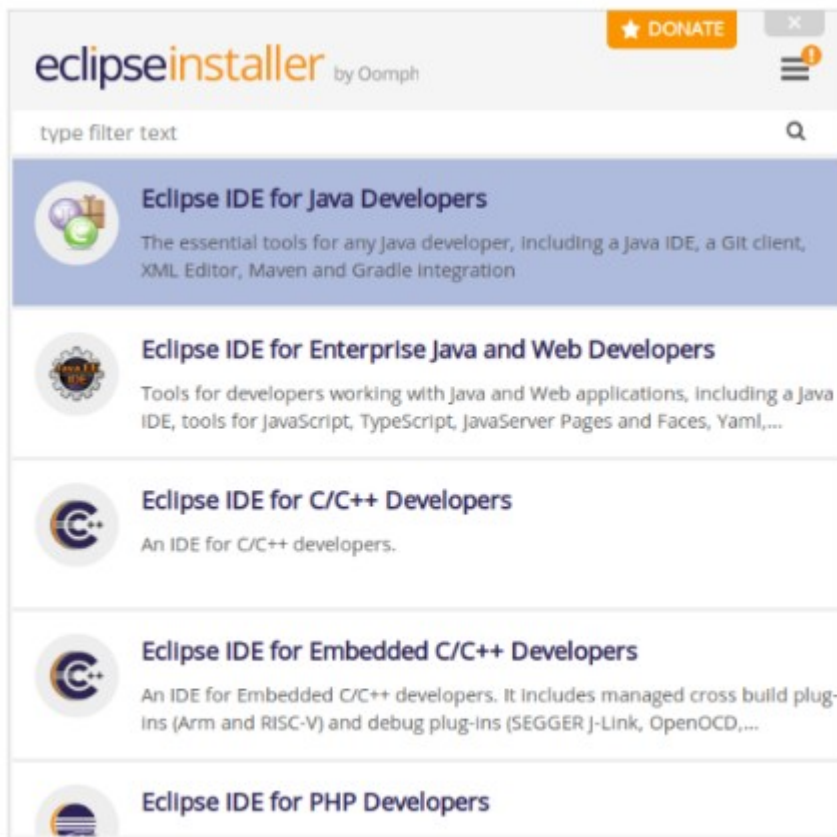 DONATE
eclipseinstaller by Oomph
type filter text
Eclipse IDE for Java Developers
The essential tools for any Java developer, including a Java IDE, a Git client,
XML Editor, Maven and Gradle integration
Java EE
IDE
Eclipse IDE for Enterprise Java and Web Developers
Tools for developers working with Java and Web applications, including a Java
IDE, tools for JavaScript, TypeScript, JavaServer Pages and Faces, Yaml,...
C++
Eclipse IDE for C/C++ Developers
An IDE for C/C++ developers.
C++
Eclipse IDE for Embedded C/C++ Developers
An IDE for Embedded C/C++ developers. It includes managed cross build plug-
ins (Arm and RISC-V) and debug plug-ins (SEGGER J-Link, OpenOCD,...
Eclipse IDE for PHP Developers